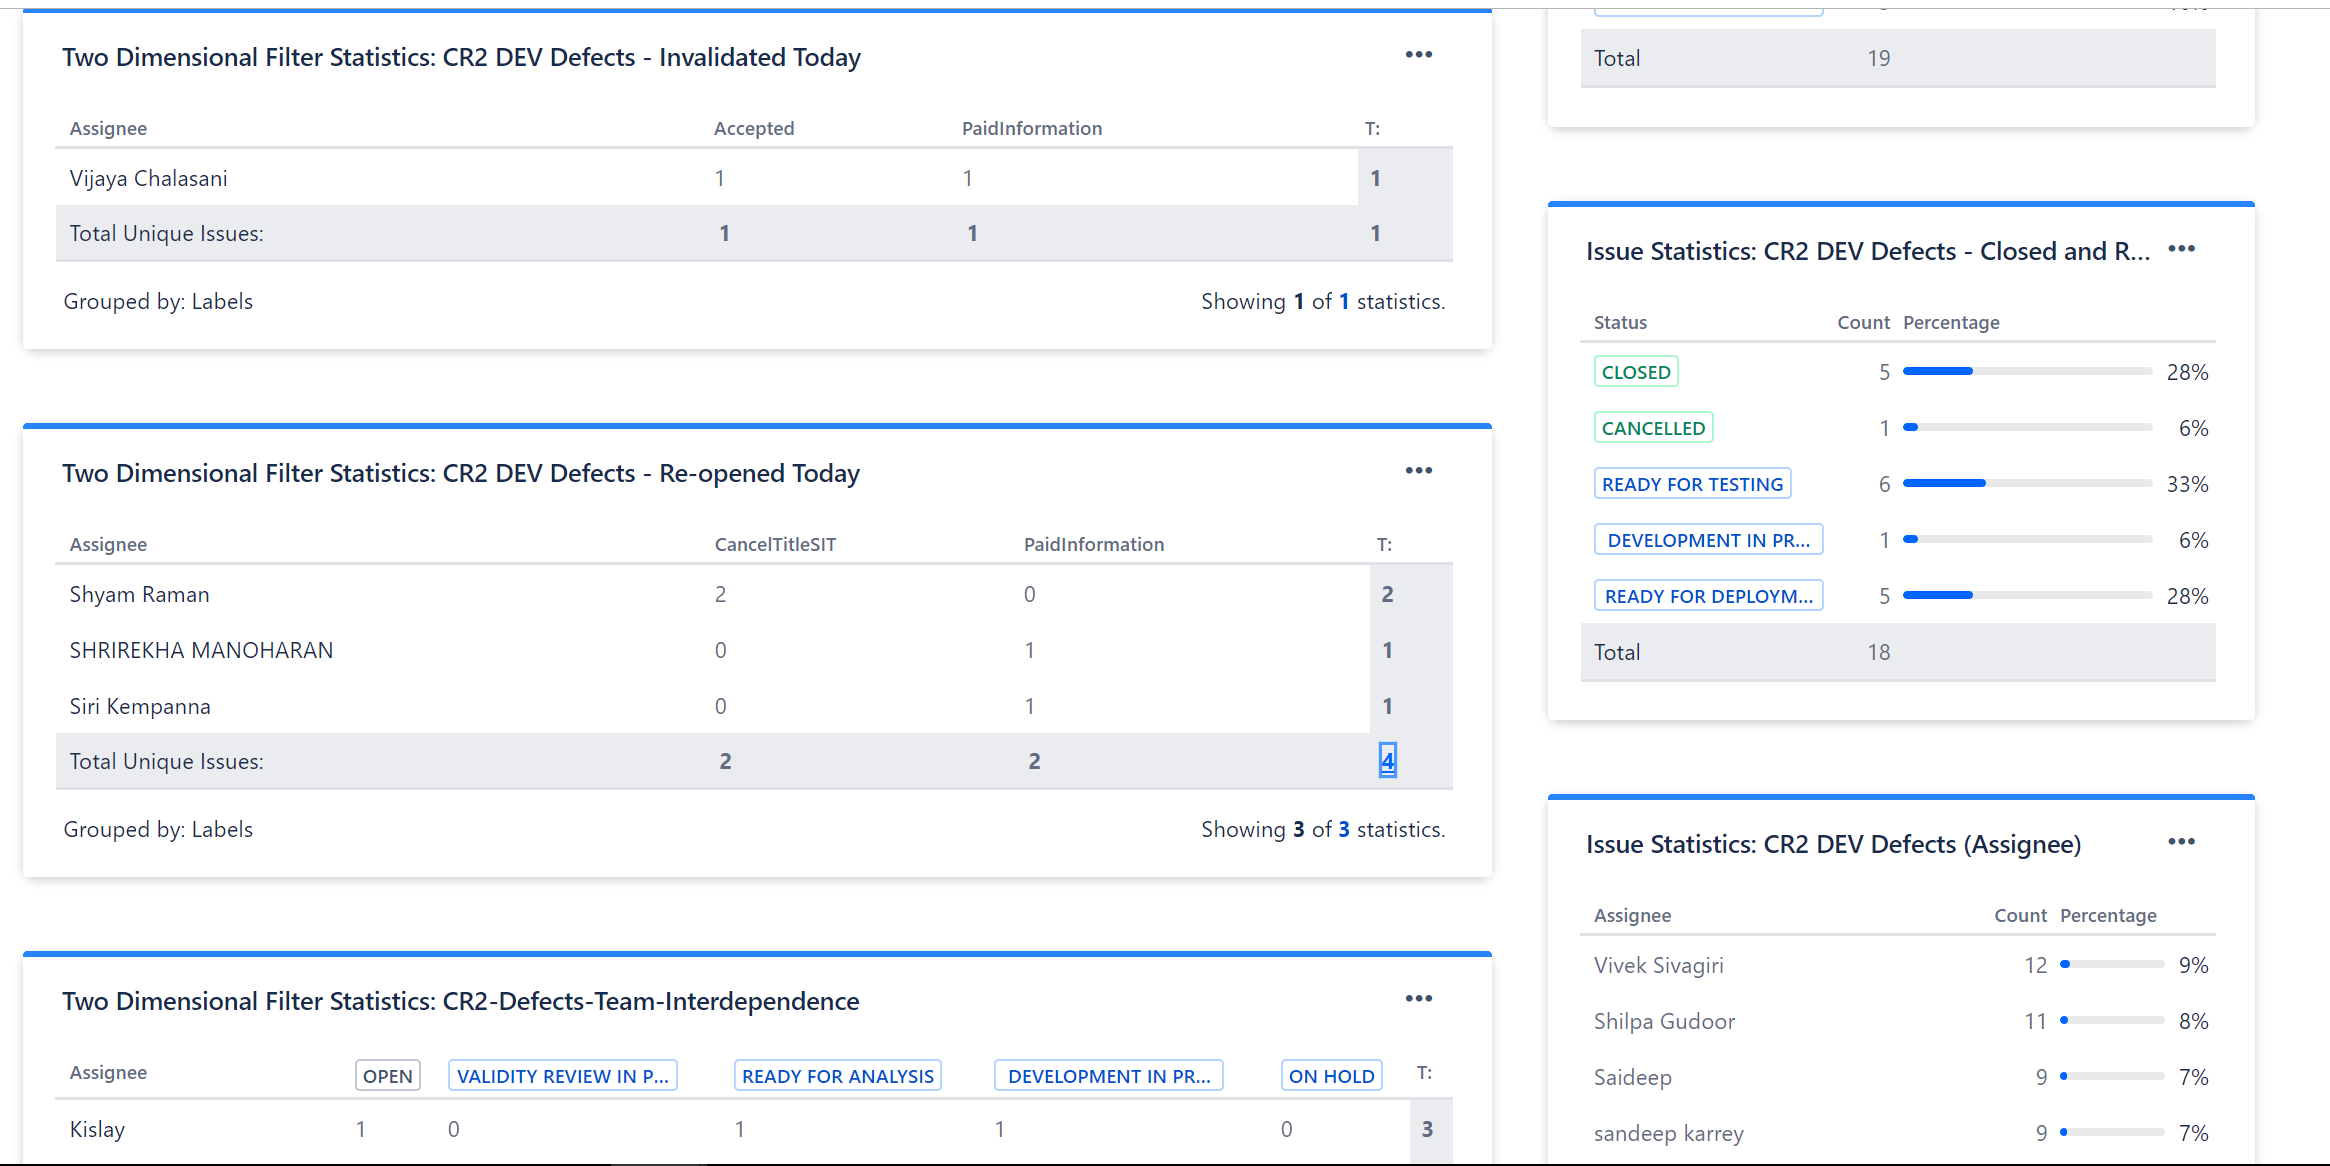 Two Dimensional Filter Statistics: CR2 DEV Defects - Invalidated Today
Assignee Accepted PaidInformation T:
Vijaya Chalasani 1 1 1
Total Unique Issues: 1 1 1
Grouped by: Labels Showing 1 of 1 statistics.
Two Dimensional Filter Statistics: CR2 DEV Defects - Re-opened Today
Assignee CancelTitleSIT PaidInformation T:
Shyam Raman 2 0 2
SHRIREKHA MANOHARAN 0 1 1
Siri Kempanna 0 1 1
Total Unique Issues: 2 2 4
Grouped by: Labels Showing 3 of 3 statistics.
Two Dimensional Filter Statistics: CR2-Defects-Team-Interdependence
Assignee OPEN VALIDITY REVIEW IN P... READY FOR ANALYSIS DEVELOPMENT IN PR... ON HOLD T:
Kislay 1 0 1 1 0 3
Total 19
Issue Statistics: CR2 DEV Defects - Closed and R...
Status Count Percentage
CLOSED 5 28%
CANCELLED 1 6%
READY FOR TESTING 6 33%
DEVELOPMENT IN PR... 1 6%
READY FOR DEPLOYM... 5 28%
Total 18
Issue Statistics: CR2 DEV Defects (Assignee)
Assignee Count Percentage
Vivek Sivagiri 12 9%
Shilpa Gudoor 11 8%
Saideep 9 7%
sandeep karrey 9 7%